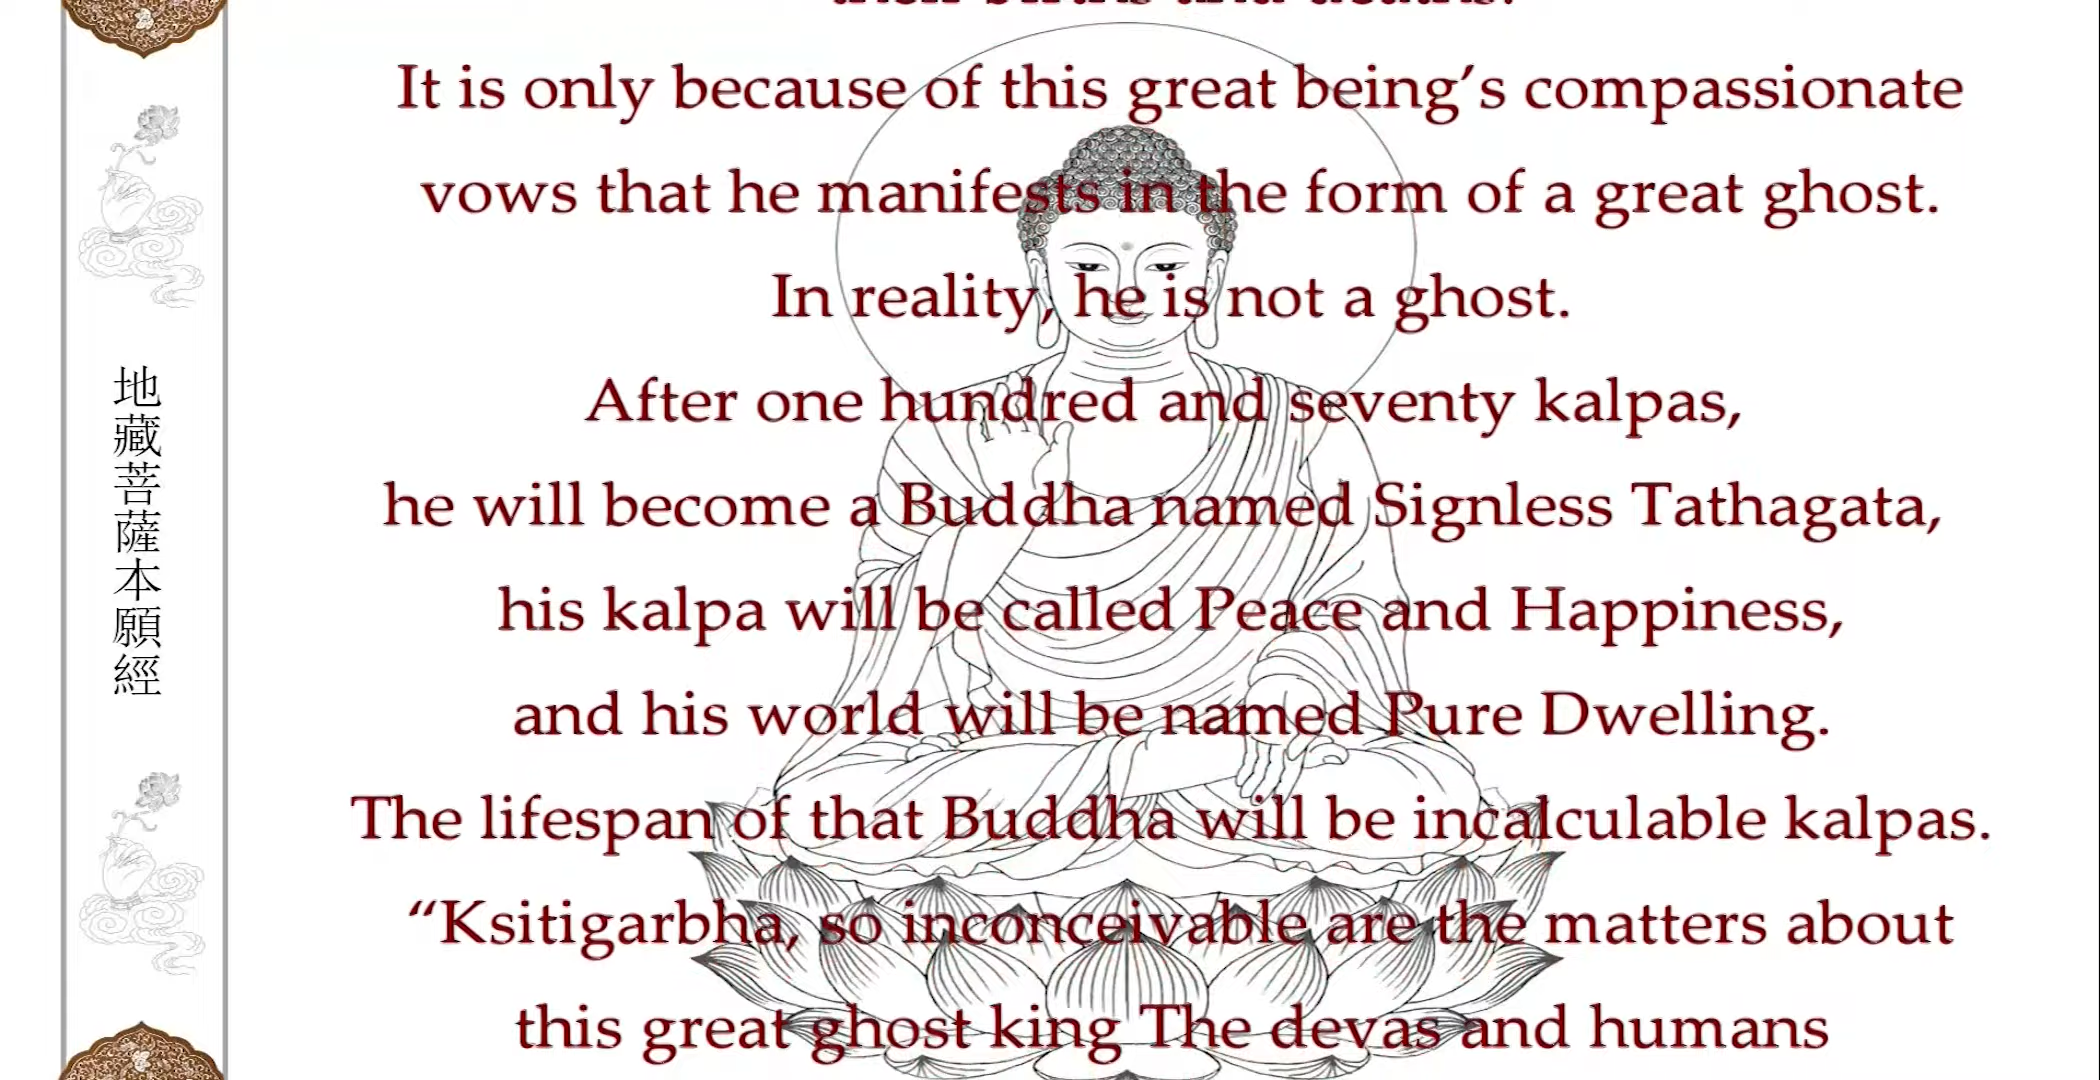 their births and deaths.
It is only because of this great being’s compassionate
vows that he manifests in the form of a great ghost.
In reality, he is not a ghost.
After one hundred and seventy kalpas,
he will become a Buddha named Signless Tathagata,
his kalpa will be called Peace and Happiness,
and his world will be named Pure Dwelling.
The lifespan of that Buddha will be incalculable kalpas.
“Ksitigarbha, so inconceivable are the matters about
this great ghost king The devas and humans
地藏菩薩本願經